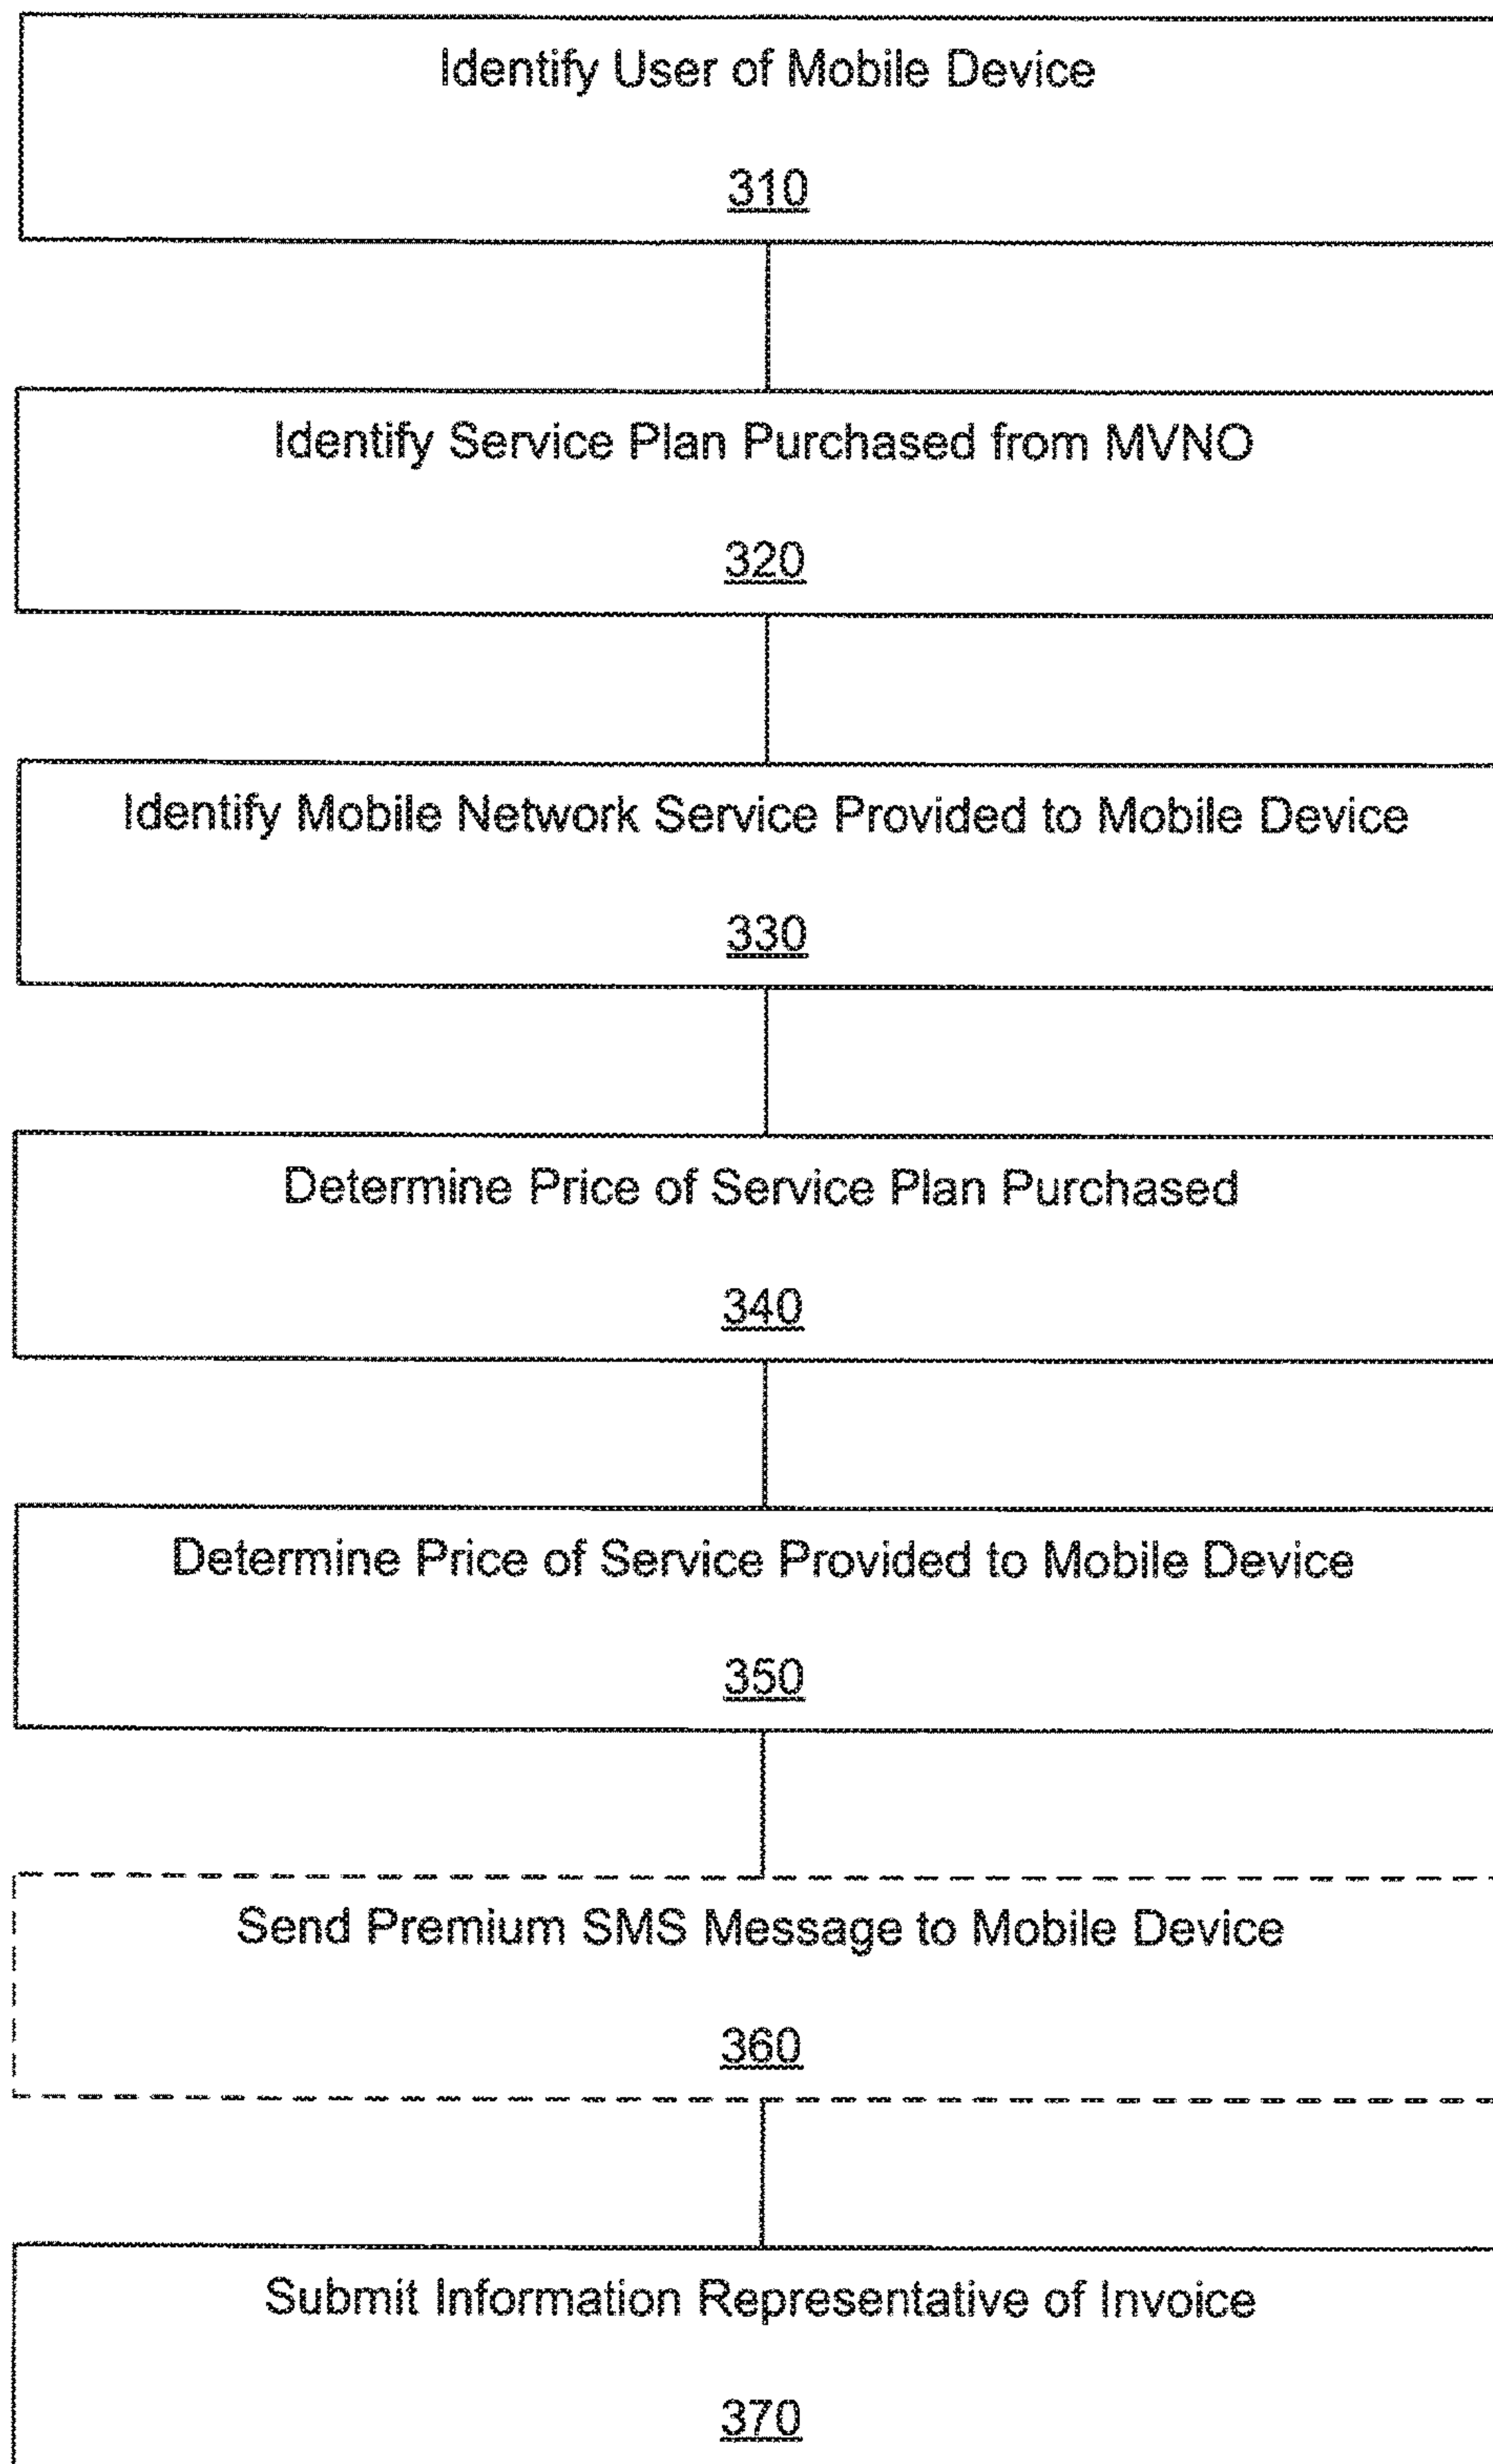 Identify User of Mobile Device
310
Identify Service Plan Purchased from MVNO
320
Identify Mobile Network Service Provided to Mobile Device
330
Determine Price of Service Plan Purchased
340
Determine Price of Service Provided to Mobile Device
350
Send Premium SMS Message to Mobile Device
360
Submit Information Representative of Invoice
370